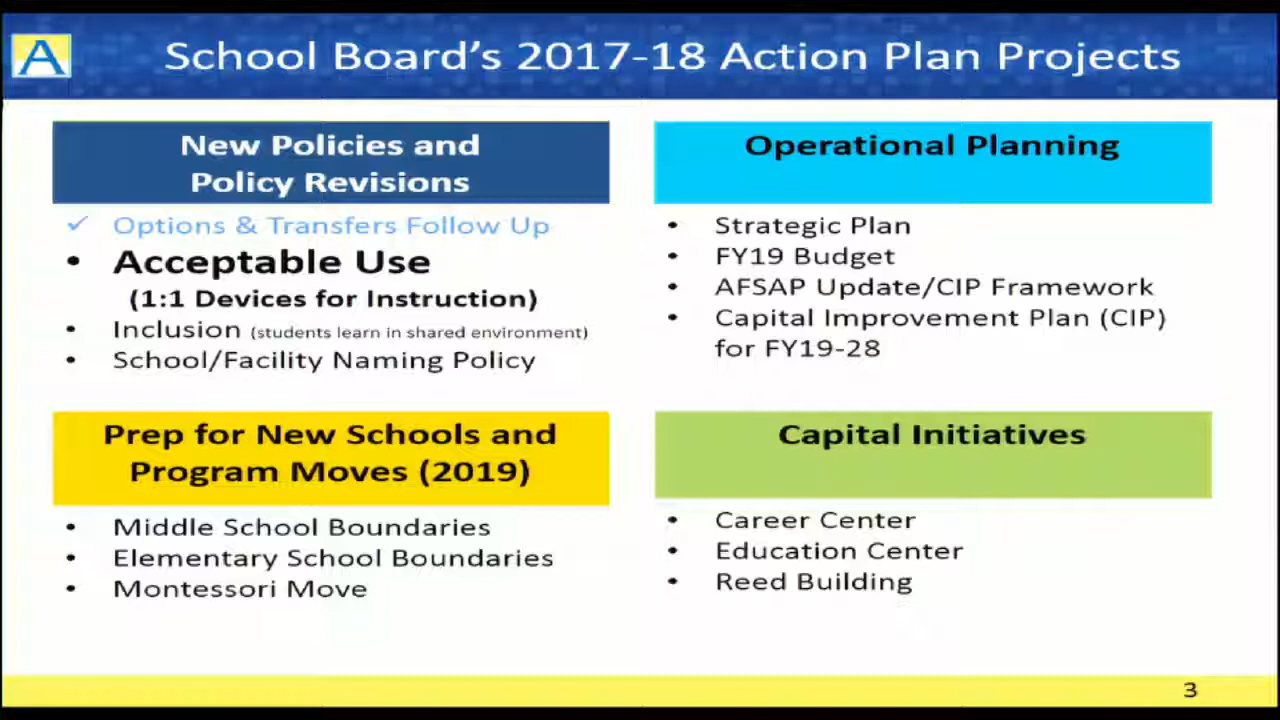 A
School Board's 2017-18 Action Plan Projects
New Policies and
Policy Revisions
✓ Options & Transfers Follow Up
• Acceptable Use
(1:1 Devices for Instruction)
• Inclusion (students learn in shared environment)
• School/Facility Naming Policy
Operational Planning
• Strategic Plan
• FY19 Budget
• AFSAP Update/CIP Framework
• Capital Improvement Plan (CIP)
for FY19-28
Prep for New Schools and
Program Moves (2019)
• Middle School Boundaries
• Elementary School Boundaries
• Montessori Move
Capital Initiatives
• Career Center
• Education Center
• Reed Building
3